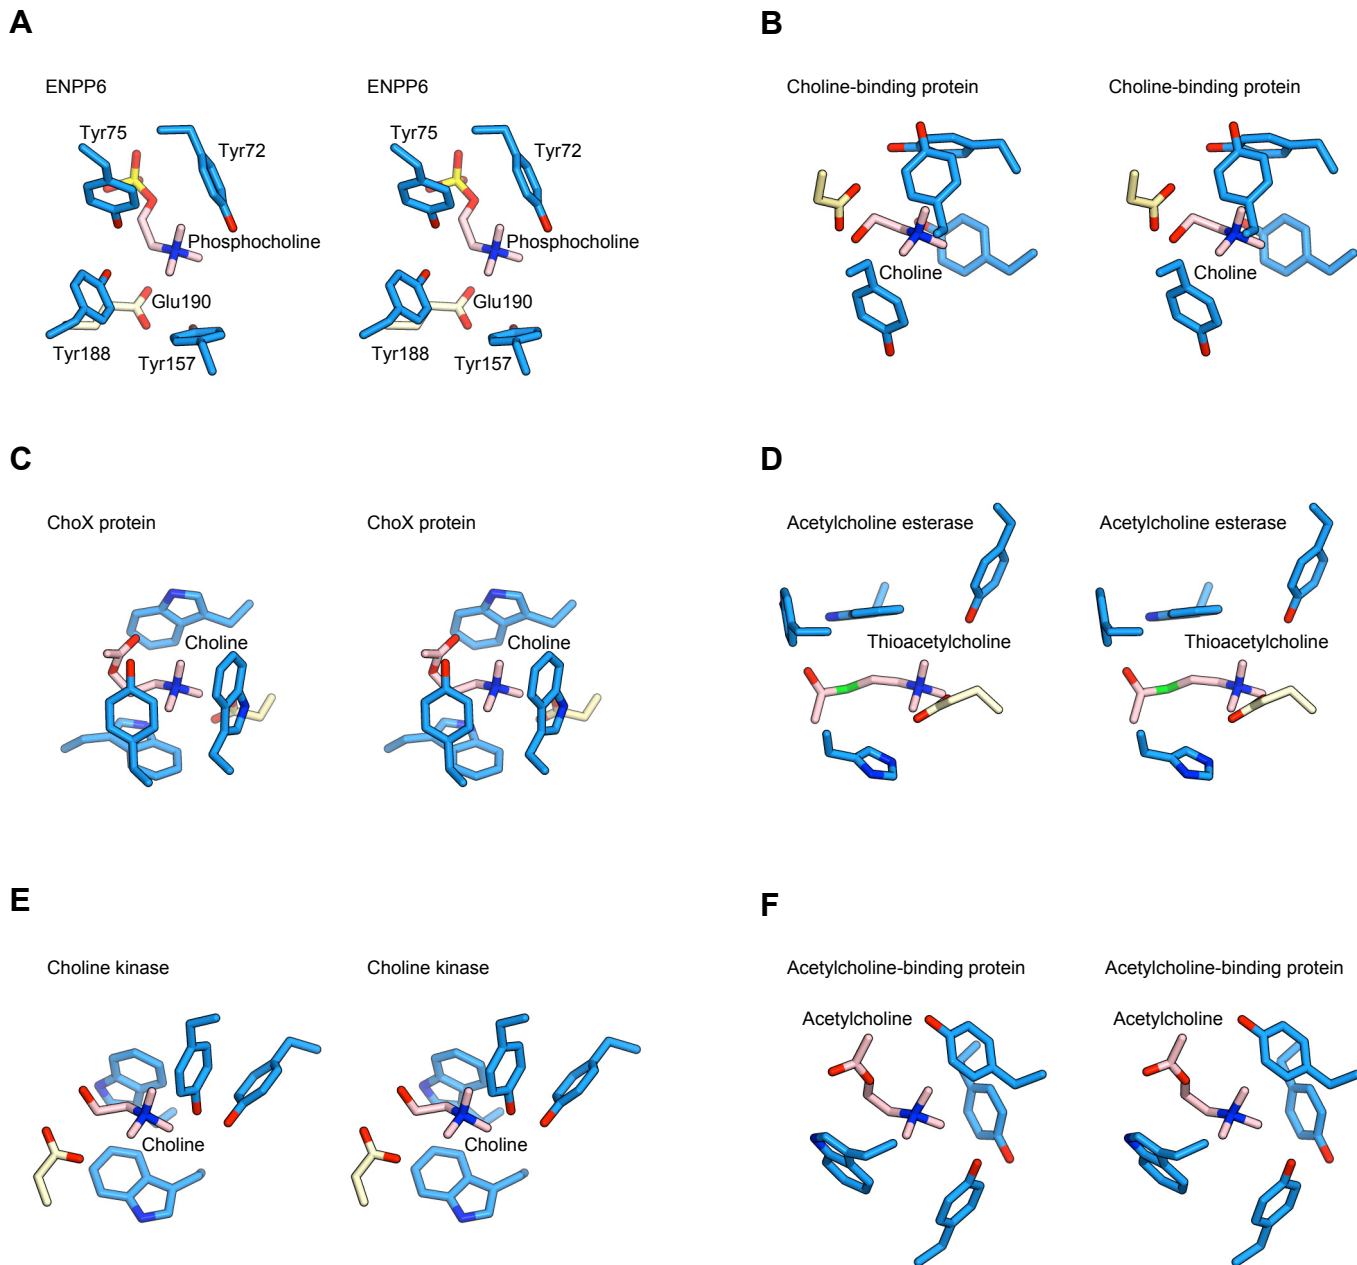 A
B
ENPP6
ENPP6
Choline-binding protein
Choline-binding protein
Tyr75
Tyr72
Tyr75
Tyr72
Phosphocholine
Phosphocholine
Choline
Choline
Glu190
Glu190
Tyr188
Tyr157
Tyr188
Tyr157
C
D
ChoX protein
ChoX protein
Acetylcholine esterase
Acetylcholine esterase
Choline
Choline
Thioacetylcholine
Thioacetylcholine
E
F
Choline kinase
Choline kinase
Acetylcholine-binding protein
Acetylcholine-binding protein
Acetylcholine
Acetylcholine
Choline
Choline